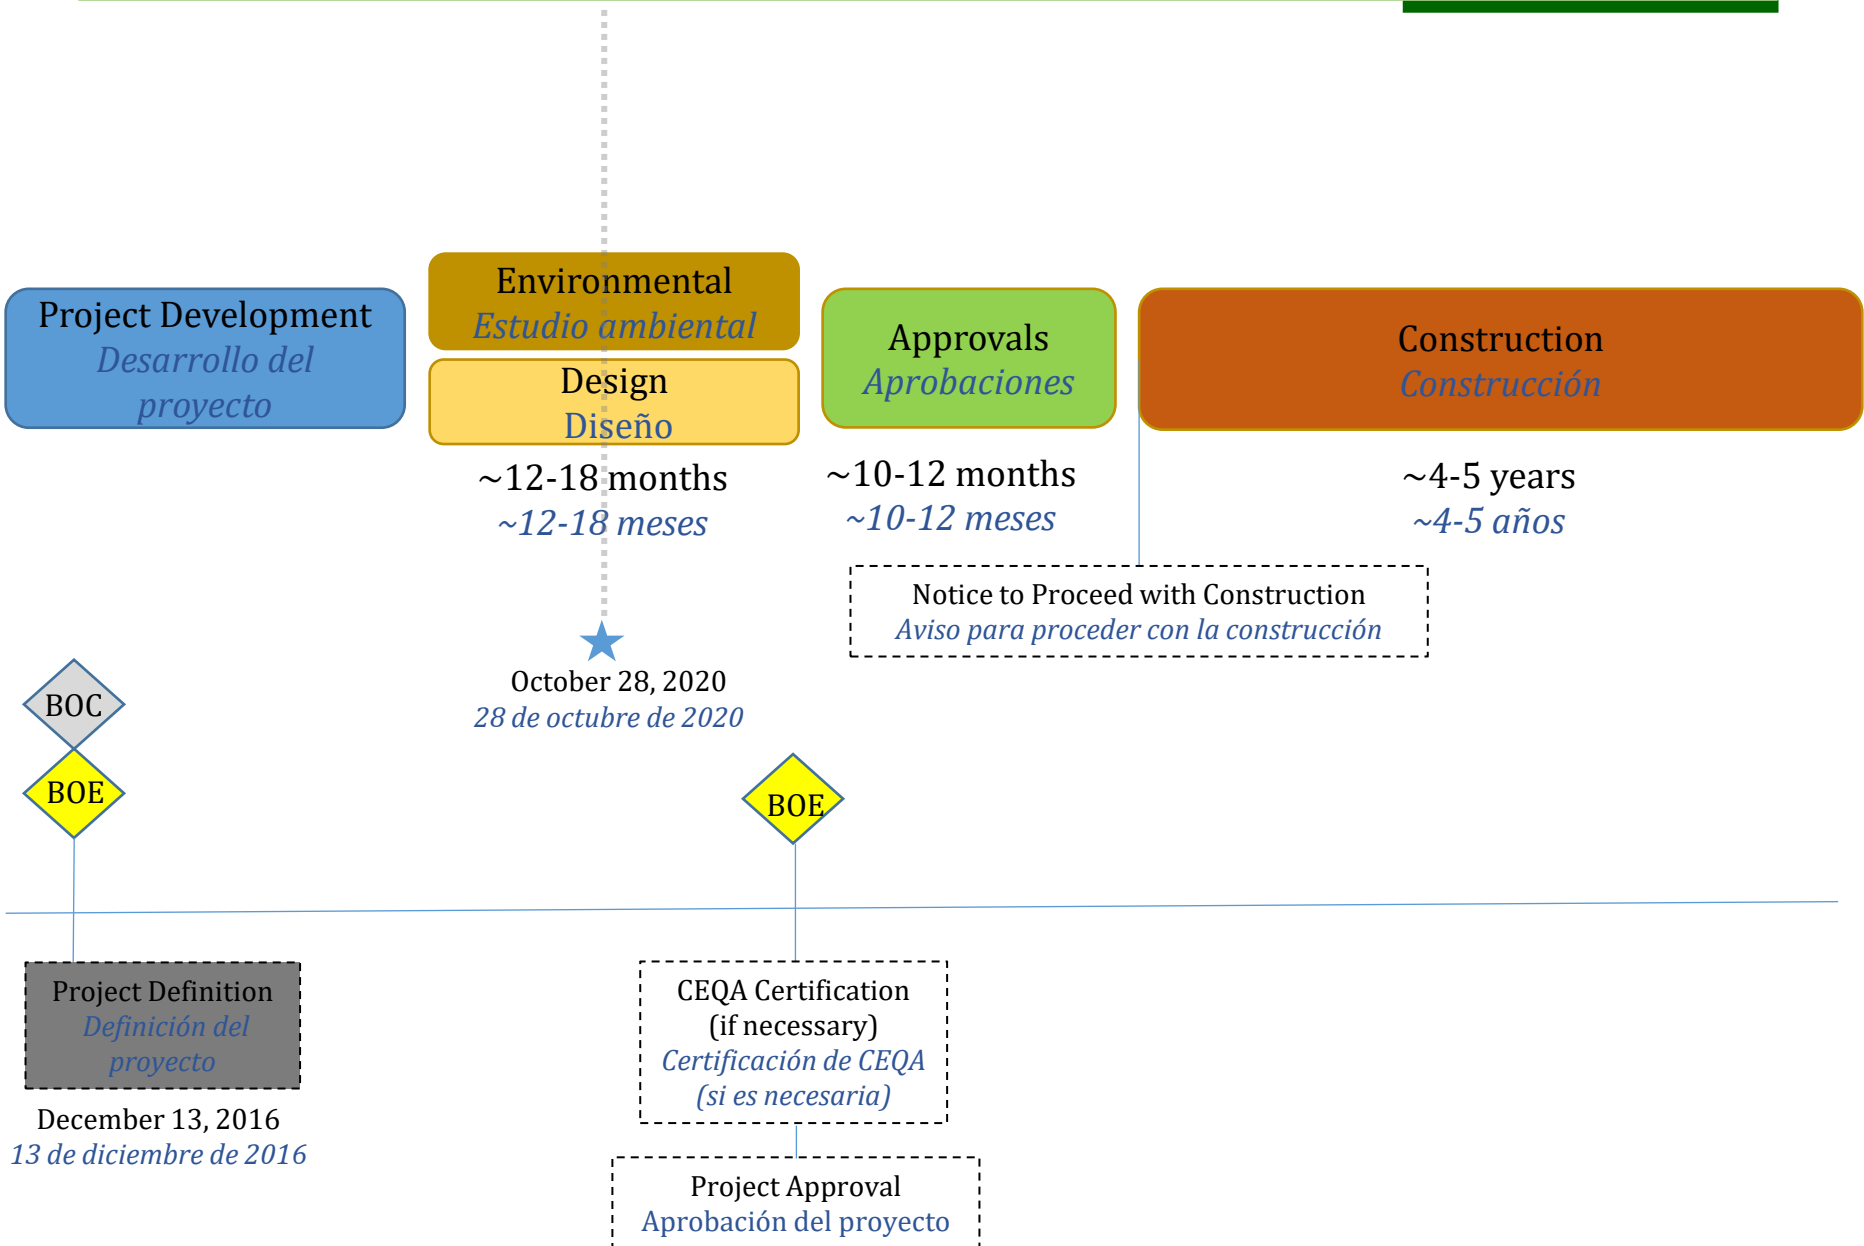 Project Development
Desarrollo del
proyecto
Environmental
Estudio ambiental
Design
Diseño
~12-18 months
~12-18 meses
Approvals
Aprobaciones
~10-12 months
~10-12 meses
Construction
Construcción
~4-5 years
~4-5 años
Notice to Proceed with Construction
Aviso para proceder con la construcción
October 28, 2020
28 de octubre de 2020
BOC
BOE
BOE
Project Definition
Definición del
proyecto
December 13, 2016
13 de diciembre de 2016
CEQA Certification
(if necessary)
Certificación de CEQA
(si es necesaria)
Project Approval
Aprobación del proyecto